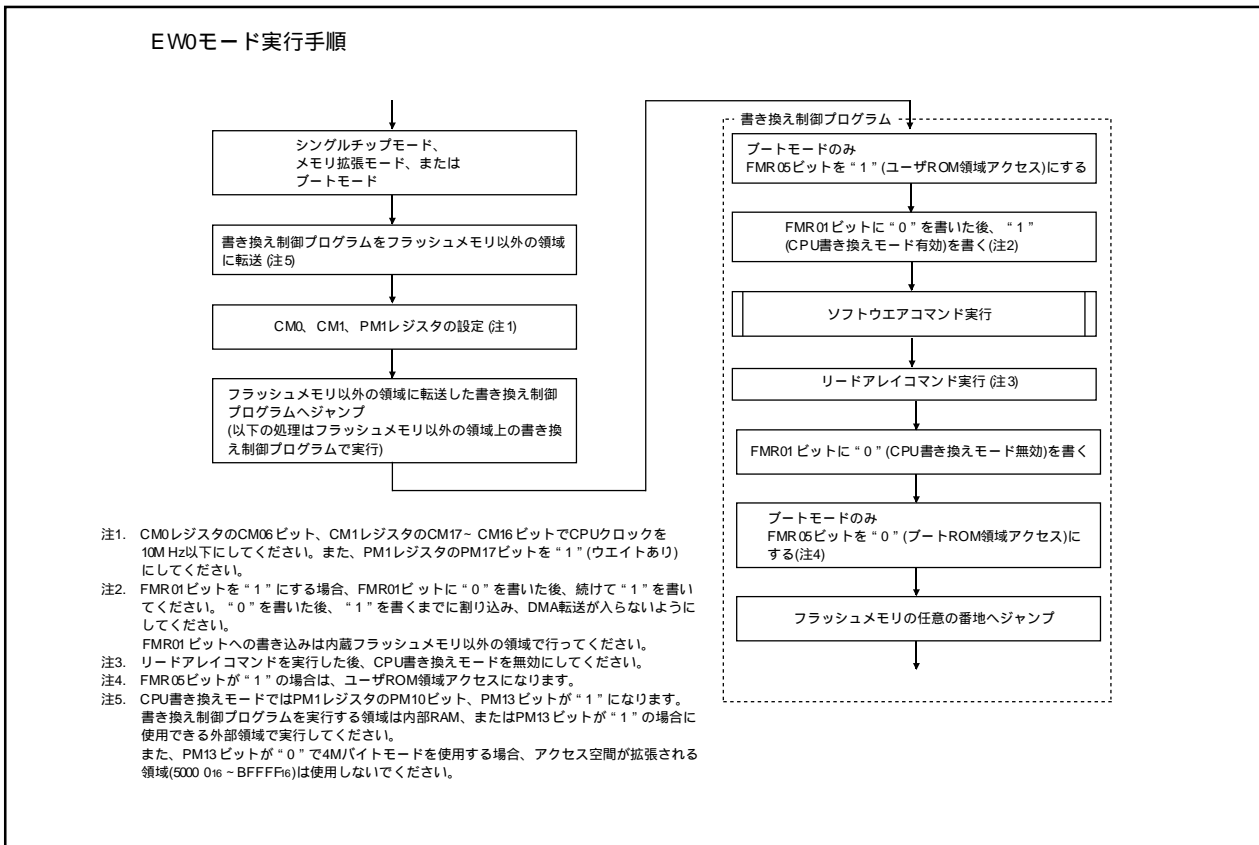 EW0モード実行手順
シングルチップモード、
メモリ拡張モード、または
ブートモード
書き換え制御プログラムをフラッシュメモリ以外の領域
に転送 (注5)
CM0、CM1、PM1レジスタの設定 (注1)
フラッシュメモリ以外の領域に転送した書き換え制御
プログラムへジャンプ
(以下の処理はフラッシュメモリ以外の領域上の書き換
え制御プログラムで実行)
書き換え制御プログラム
ブートモードのみ
FMR05ビットを“1”(ユーザROM領域アクセス)にする
FMR01ビットに“0”を書いた後、“1”
(CPU書き換えモード有効)を書く(注2)
ソフトウエアコマンド実行
リードアレイコマンド実行 (注3)
FMR01ビットに“0”(CPU書き換えモード無効)を書く
ブートモードのみ
FMR05ビットを“0”(ブートROM領域アクセス)に
する(注4)
フラッシュメモリの任意の番地へジャンプ
注1. CM0レジスタのCM06ビット、CM1レジスタのCM17~CM16ビットでCPUクロックを
10MHz以下にしてください。また、PM1レジスタのPM17ビットを“1”(ウエイトあり)
にしてください。
注2. FMR01ビットを“1”にする場合、FMR01ビットに“0”を書いた後、続けて“1”を書い
てください。“0”を書いた後、“1”を書くまでに割り込み、DMA転送が入らないように
してください。
FMR01ビットへの書き込みは内蔵フラッシュメモリ以外の領域で行ってください。
注3. リードアレイコマンドを実行した後、CPU書き換えモードを無効にしてください。
注4. FMR05ビットが“1”の場合は、ユーザROM領域アクセスになります。
注5. CPU書き換えモードではPM1レジスタのPM10ビット、PM13ビットが“1”になります。
書き換え制御プログラムを実行する領域は内部RAM、またはPM13ビットが“1”の場合に
使用できる外部領域で実行してください。
また、PM13ビットが“0”で4Mバイトモードを使用する場合、アクセス空間が拡張される
領域(5000016~BFFFF16)は使用しないでください。